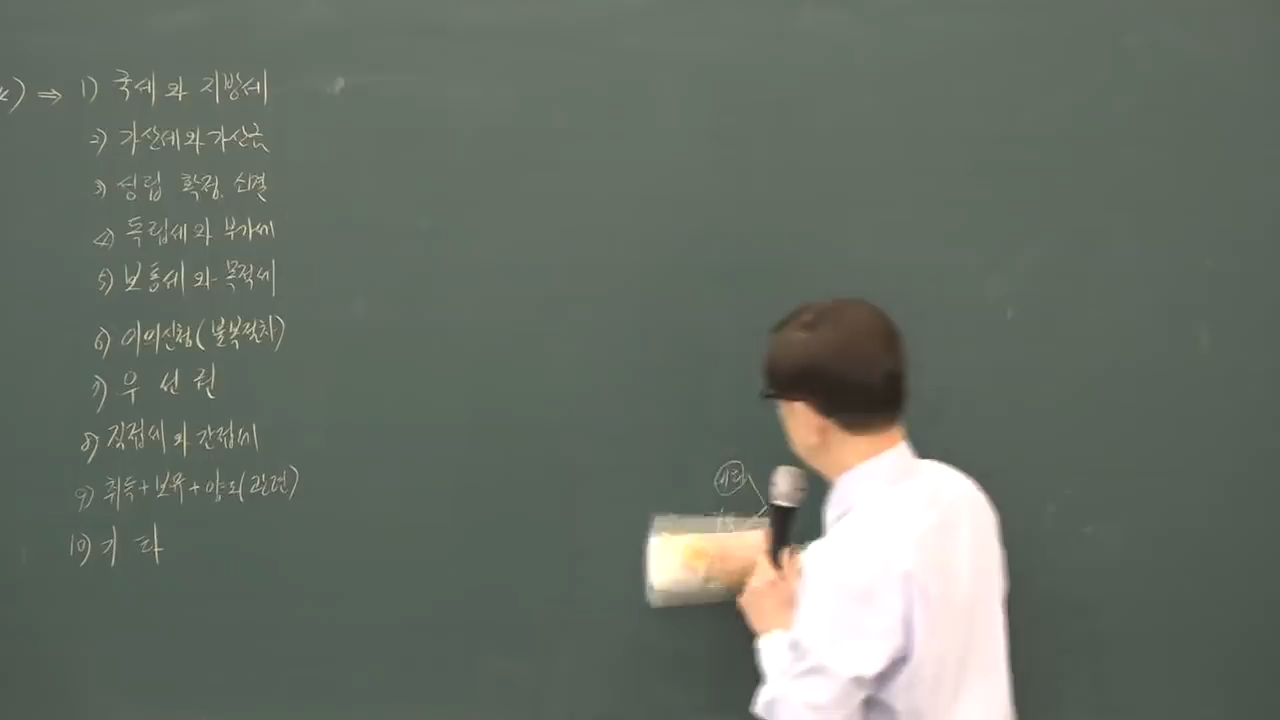 ⇒ 1) 국세 와 지방세
2) 가산세와 가산금
3) 성립 확정, 소멸
4) 독립세와 부가세
5) 보통세 와 목적세
6) 이의신청(불복절차)
7) 우 선 권
8) 직접세 와 간접세
9) 취득+보유+양도(관련)
10) 기 타